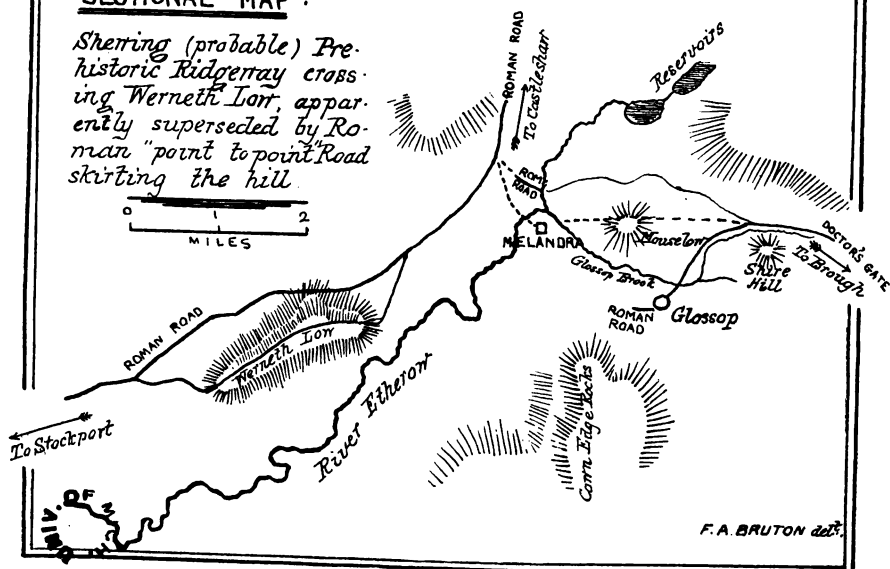 SECTIONAL MAP.
Shewing (probable) Pre-
historic Ridgeway cross-
ing Werneth Low, appar-
ently superseded by Ro-
man "point to point" Road
skirting the hill
0 1 2
MILES
ROMAN ROAD
To Castleshaw
Reservoirs
ROMN ROAD
MELANDRA
Mouselow
Glossop Brook
DOCTOR'S GATE
To Brough
Shire
Hill
ROMAN
ROAD
Glossop
ROMAN ROAD
Werneth Low
River Etherow
Cown Edge Rocks
To Stockport
F.A. BRUTON delt.